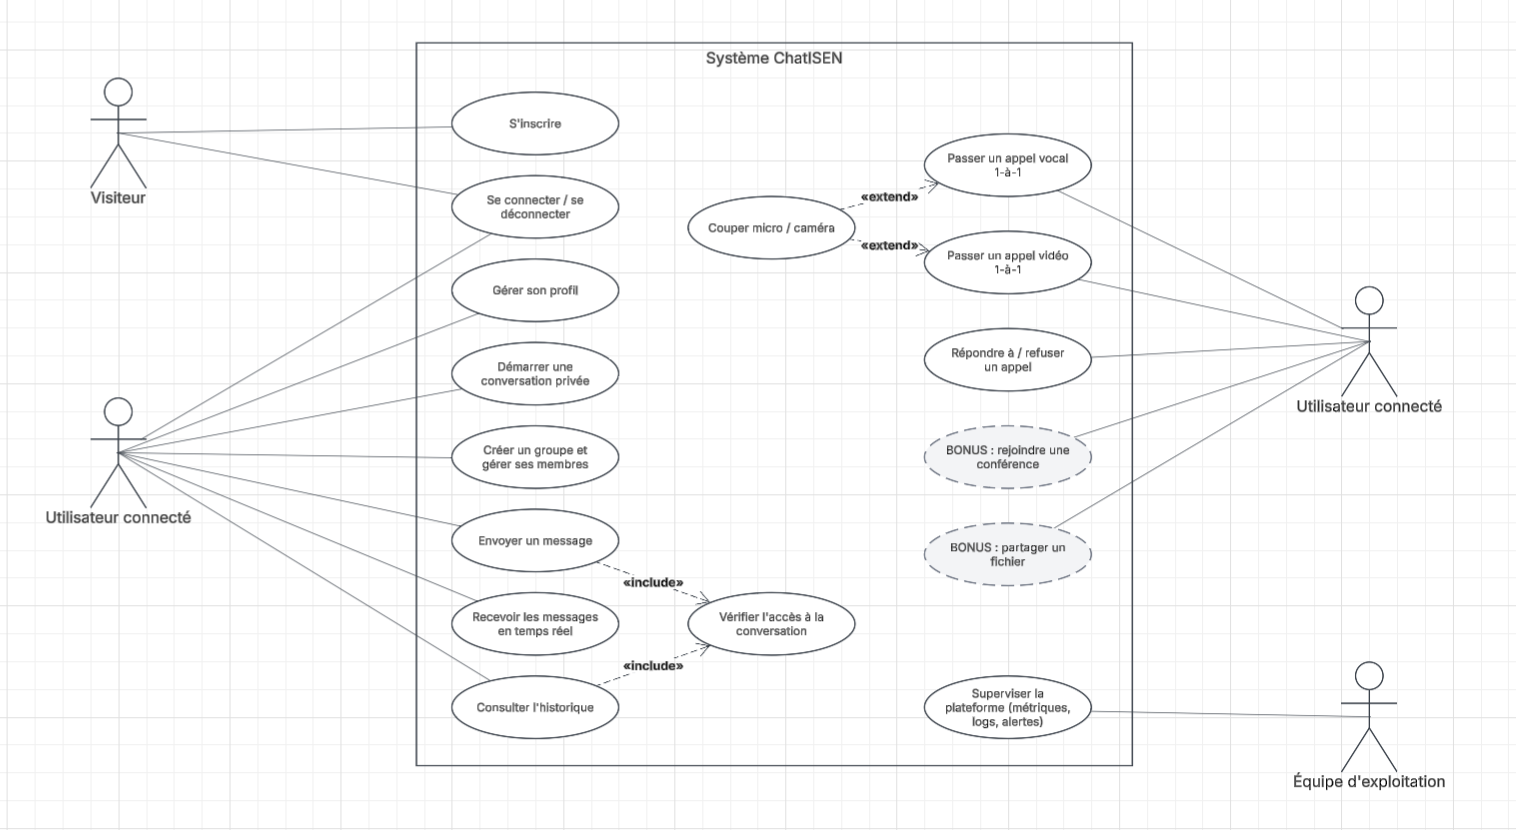 Système ChatISEN
Visiteur
S'inscrire
Se connecter / se
déconnecter
Gérer son profil
Démarrer une
conversation privée
Créer un groupe et
gérer ses membres
Utilisateur connecté
Envoyer un message
«include»
Recevoir les messages
en temps réel
Vérifier l'accès à la
conversation
«include»
Consulter l'historique
Couper micro / caméra
«extend»
«extend»
Passer un appel vocal
1-à-1
Passer un appel vidéo
1-à-1
Répondre à / refuser
un appel
Utilisateur connecté
BONUS : rejoindre une
conférence
BONUS : partager un
fichier
Superviser la
plateforme (métriques,
logs, alertes)
Équipe d'exploitation